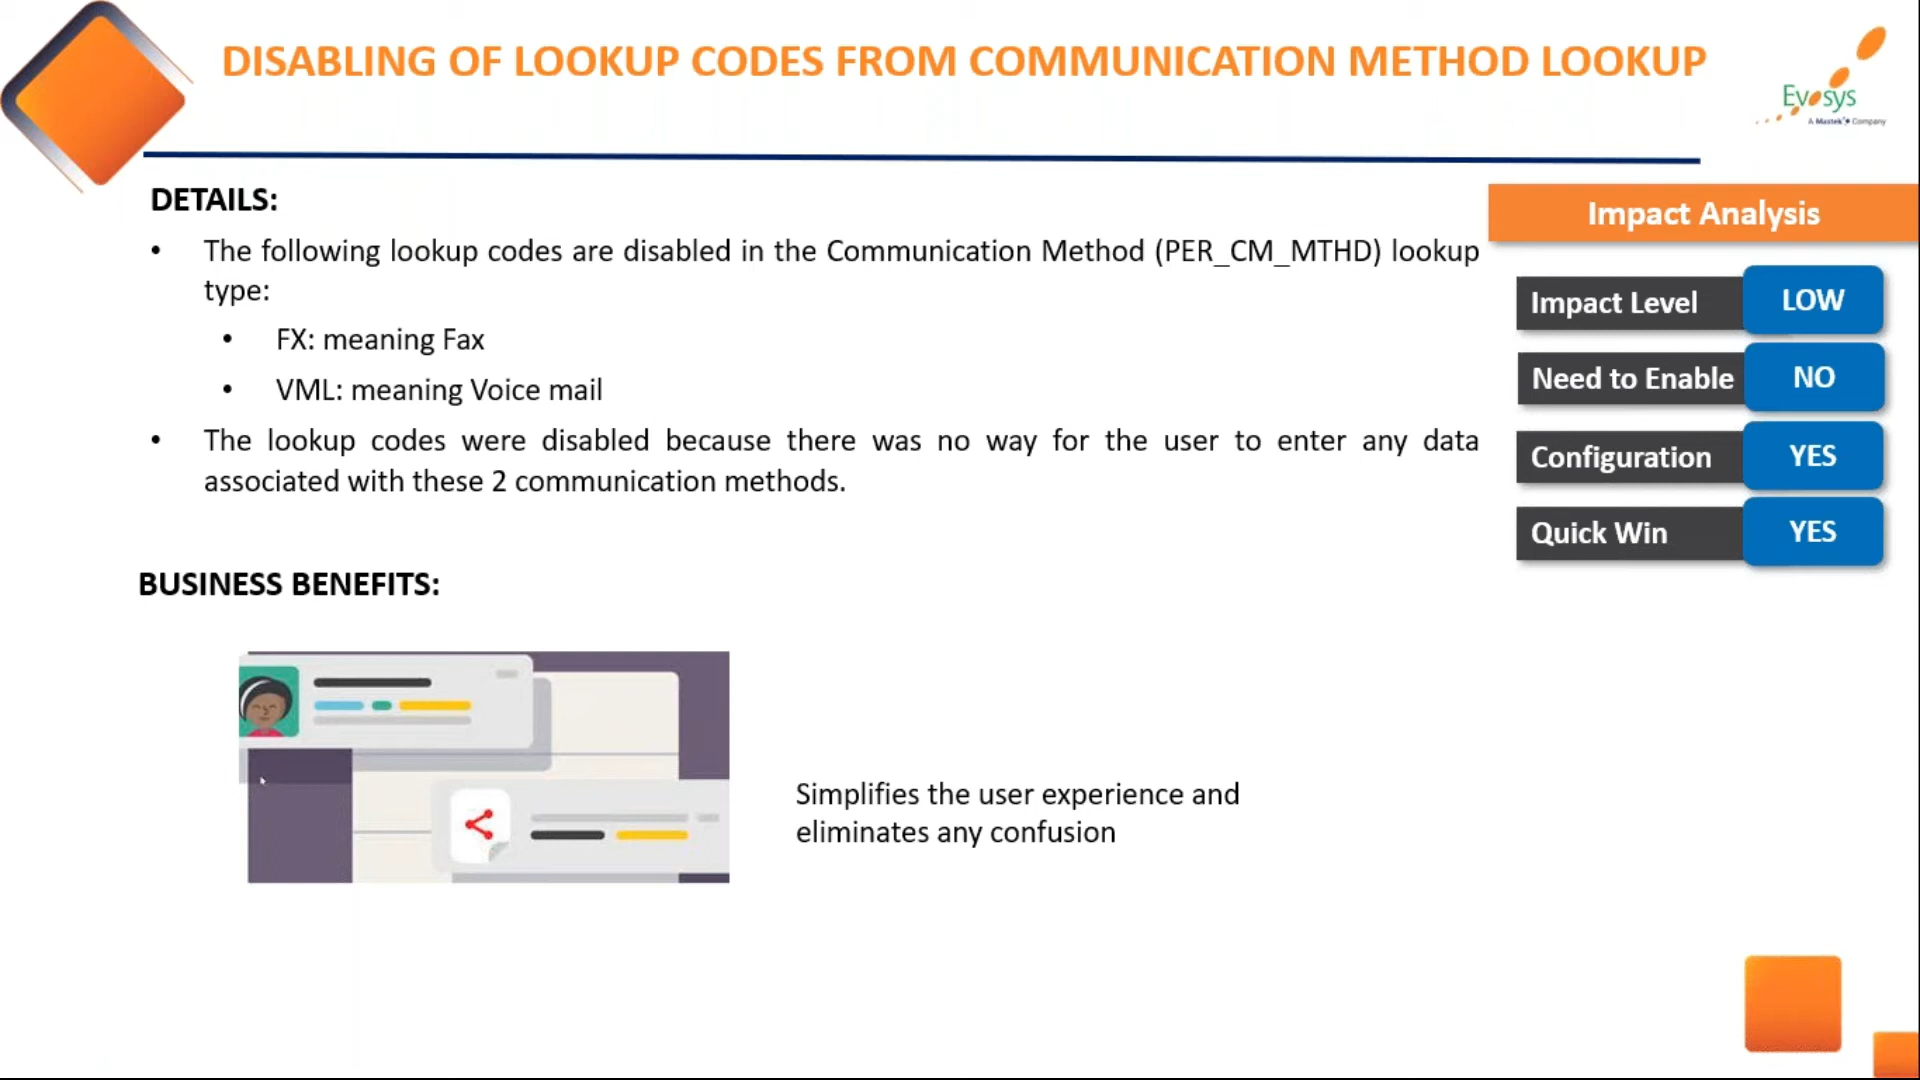 DISABLING OF LOOKUP CODES FROM COMMUNICATION METHOD LOOKUP
Evosys
A Mastek Company
DETAILS:
• The following lookup codes are disabled in the Communication Method (PER_CM_MTHD) lookup
type:
• FX: meaning Fax
• VML: meaning Voice mail
• The lookup codes were disabled because there was no way for the user to enter any data
associated with these 2 communication methods.
Impact Analysis
Impact Level LOW
Need to Enable NO
Configuration YES
Quick Win YES
BUSINESS BENEFITS:
Simplifies the user experience and
eliminates any confusion